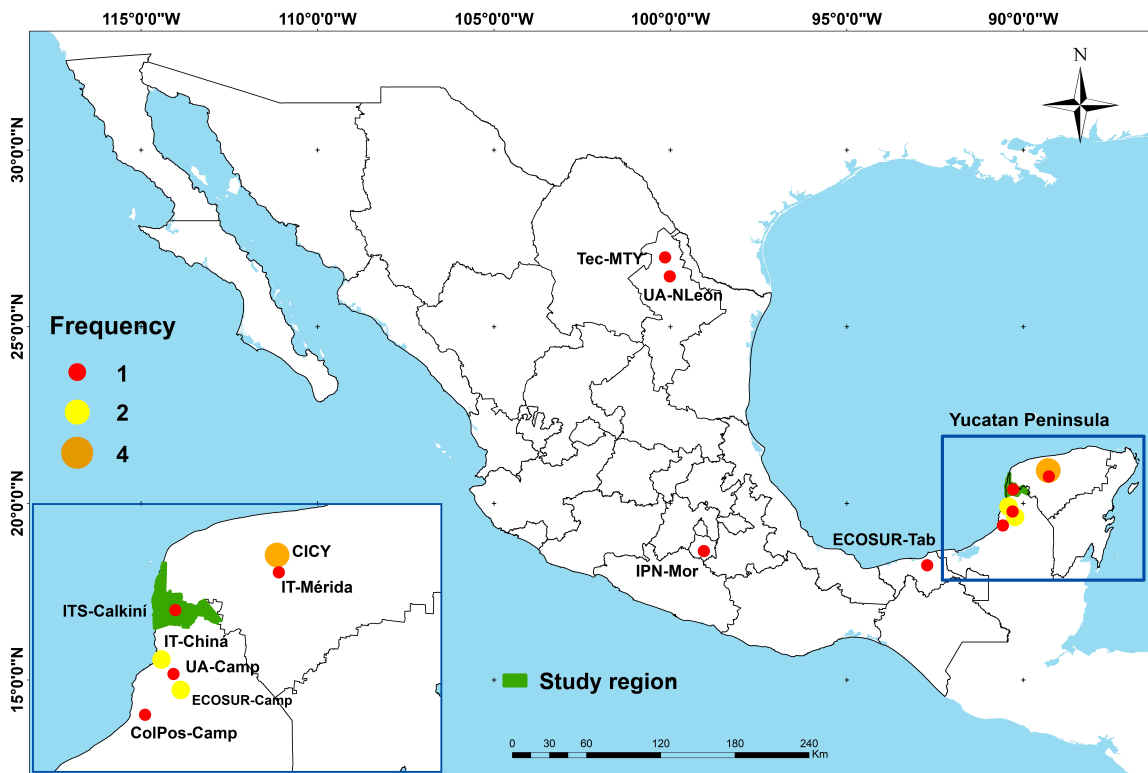 115°0'0"W
110°0'0"W
105°0'0"W
100°0'0"W
95°0'0"W
90°0'0"W
N
30°0'0"N
25°0'0"N
20°0'0"N
15°0'0"N
Tec-MTY
UA-NLeón
Frequency
1
2
4
Yucatan Peninsula
ECOSUR-Tab
IPN-Mor
CICY
IT-Mérida
ITS-Calkiní
IT-Chiná
UA-Camp
ECOSUR-Camp
ColPos-Camp
Study region
0 30 60 120 180 240
Km